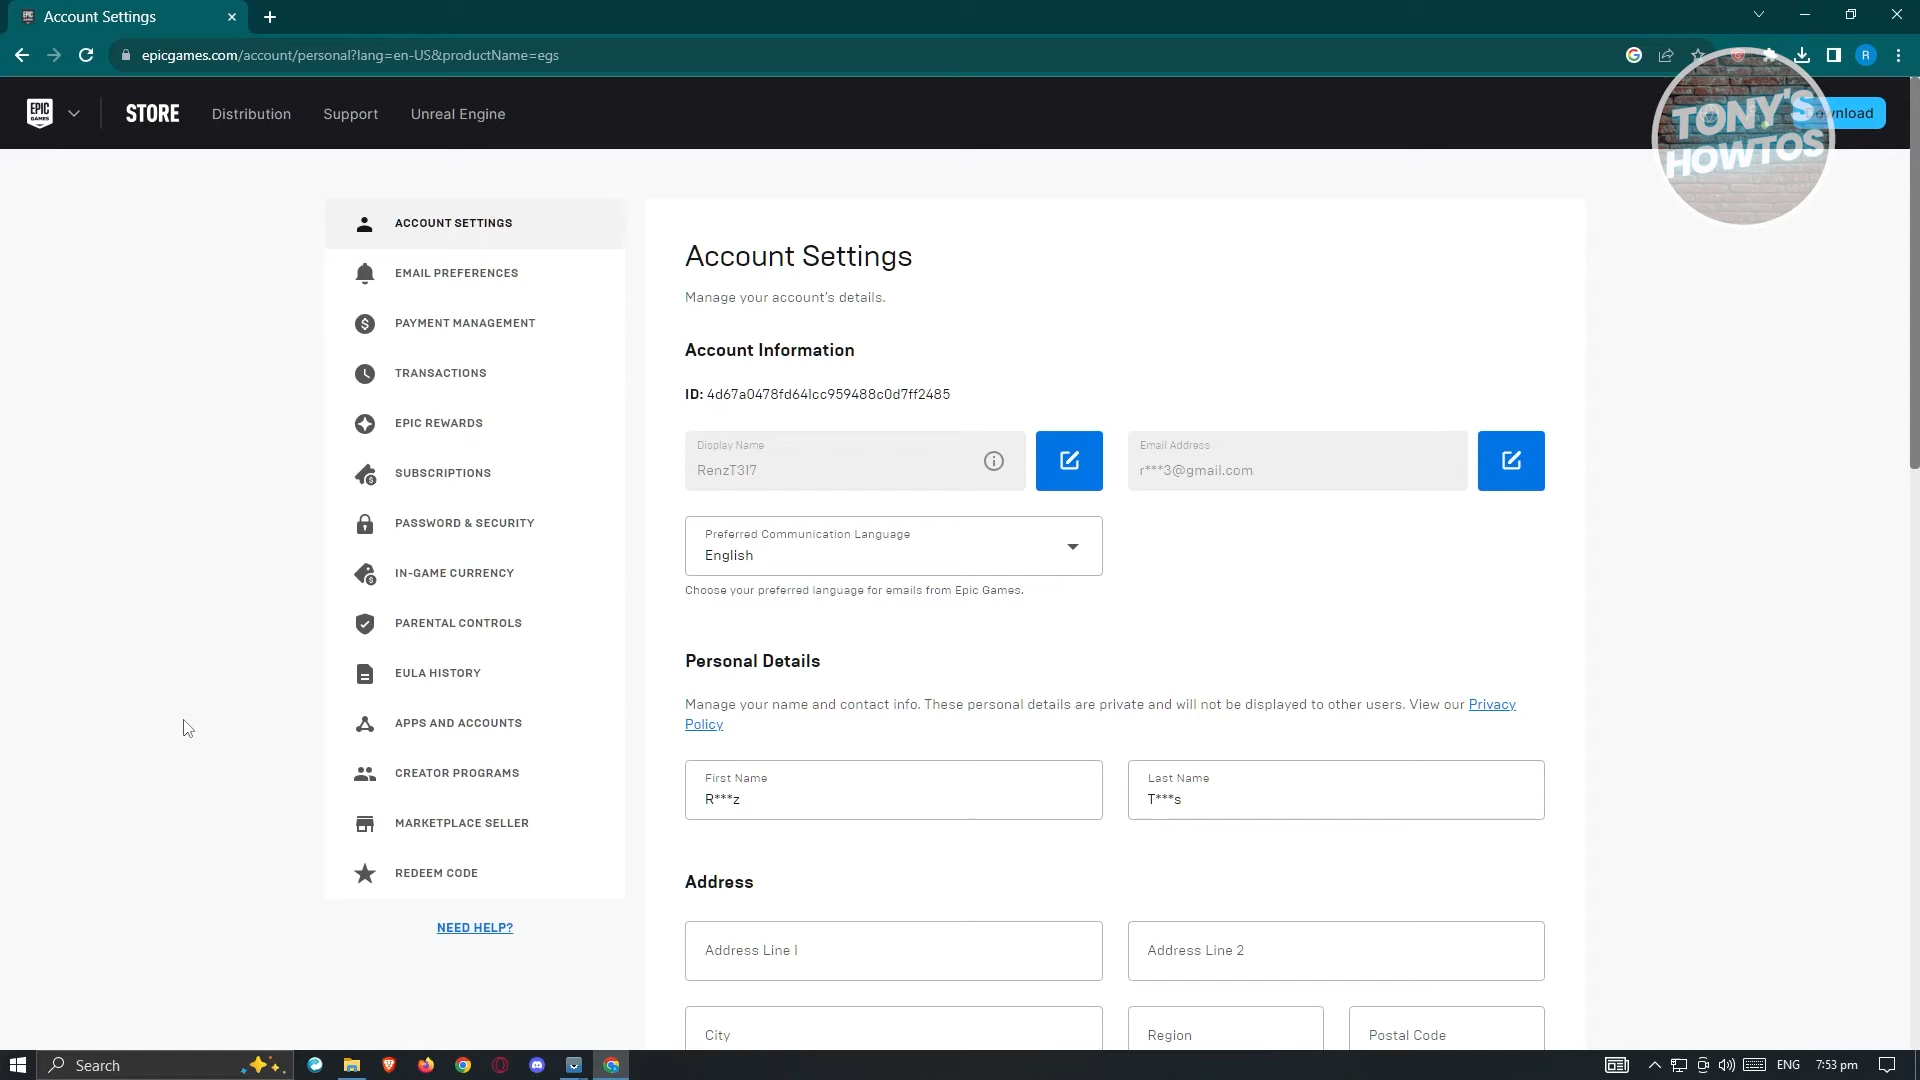 Account Settings
epicgames.com/account/personal?lang=en-US&productName=egs
R
EPIC GAMES
STORE
Distribution
Support
Unreal Engine
TONY'S
HOWTOS
wnload
ACCOUNT SETTINGS
EMAIL PREFERENCES
PAYMENT MANAGEMENT
TRANSACTIONS
EPIC REWARDS
SUBSCRIPTIONS
PASSWORD & SECURITY
IN-GAME CURRENCY
PARENTAL CONTROLS
EULA HISTORY
APPS AND ACCOUNTS
CREATOR PROGRAMS
MARKETPLACE SELLER
REDEEM CODE
NEED HELP?
Account Settings
Manage your account's details.
Account Information
ID: 4d67a0478fd641cc959488c0d7ff2485
Display Name
RenzT317
Email Address
r***3@gmail.com
Preferred Communication Language
English
Choose your preferred language for emails from Epic Games.
Personal Details
Manage your name and contact info. These personal details are private and will not be displayed to other users. View our Privacy
Policy
First Name
R***z
Last Name
T***s
Address
Address Line 1
Address Line 2
City
Region
Postal Code
Search
ENG
7:53 pm